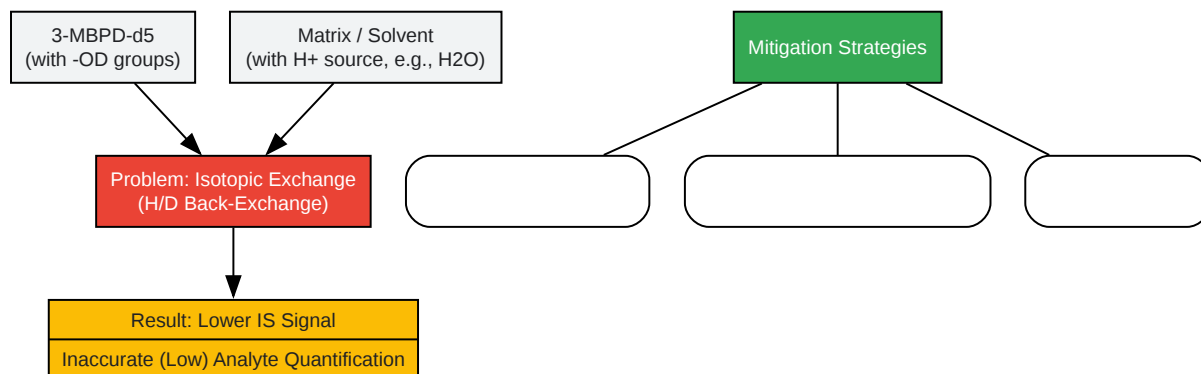 3-MBPD-d5
(with -OD groups)
Matrix / Solvent
(with H+ source, e.g., H2O)
Mitigation Strategies
Problem: Isotopic Exchange
(H/D Back-Exchange)
Result: Lower IS Signal
Inaccurate (Low) Analyte Quantification